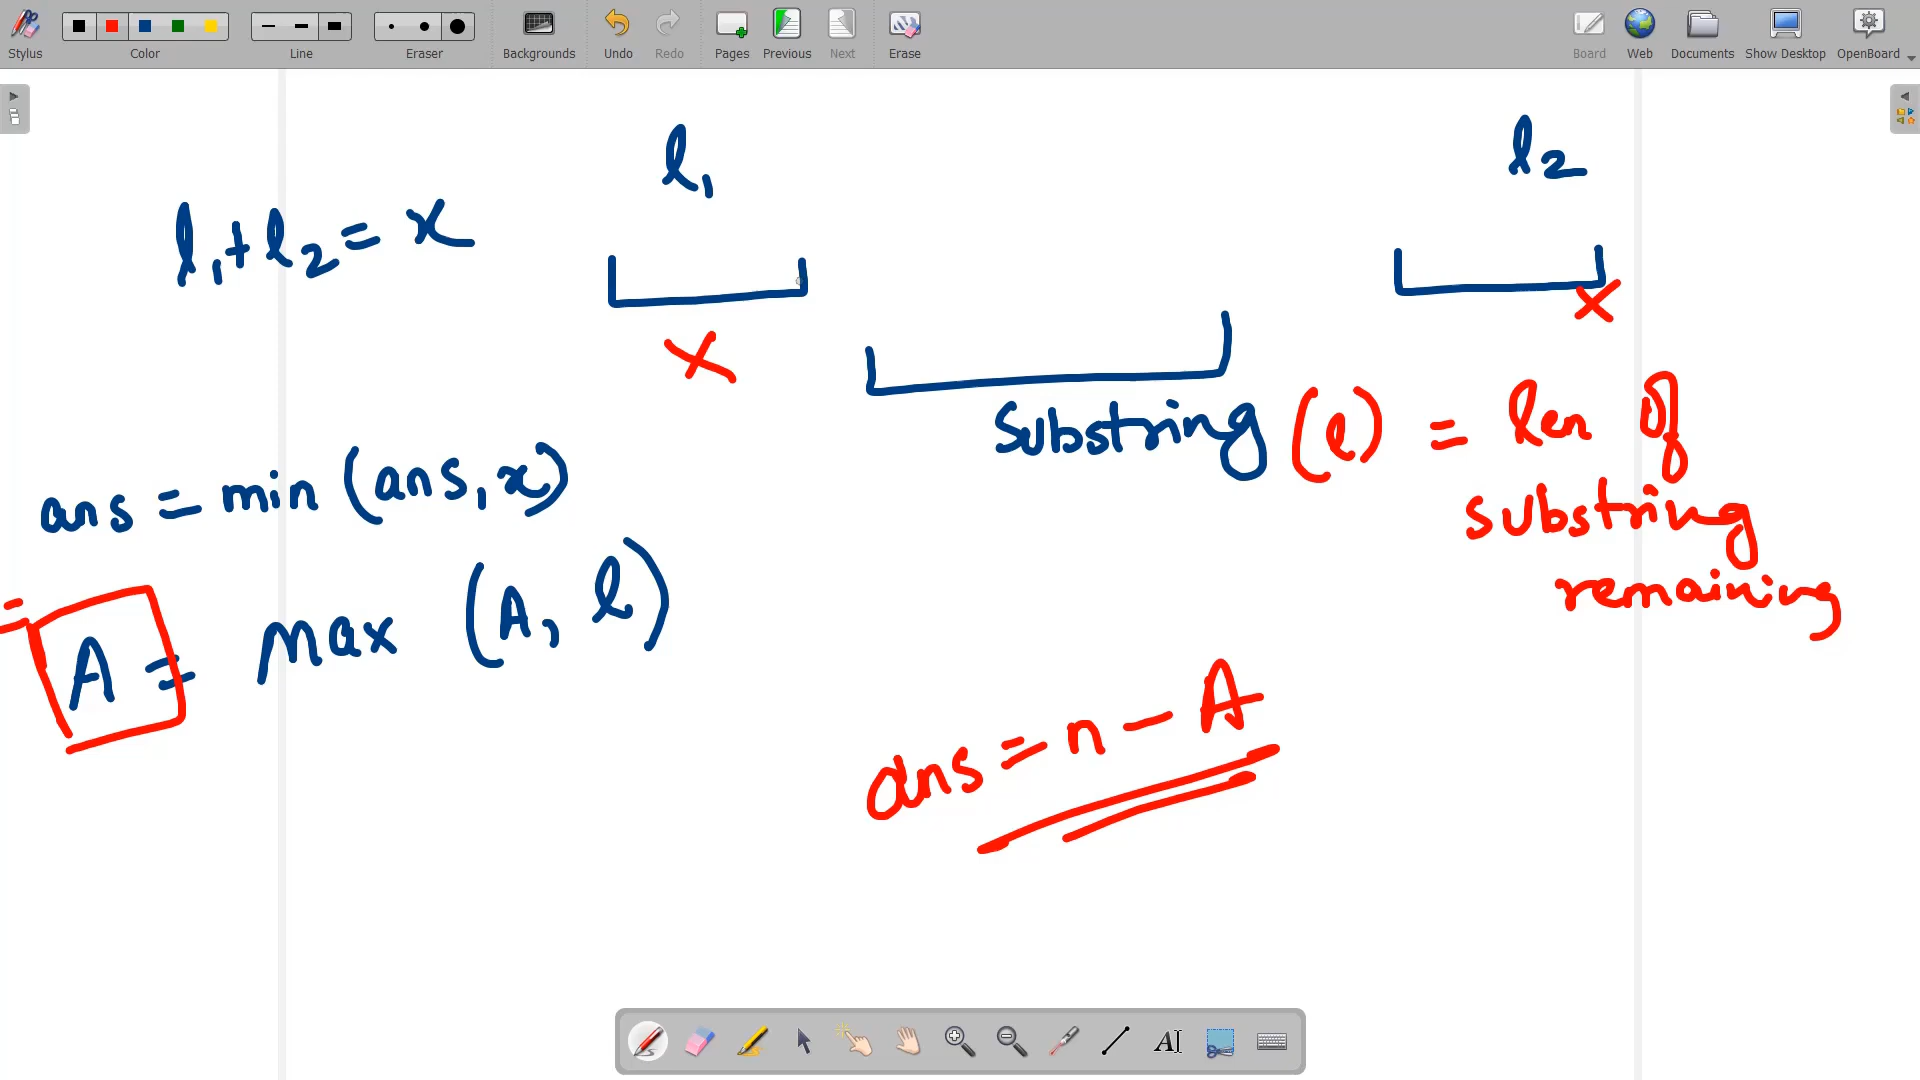 Stylus
Color
Line
Eraser
Backgrounds
Undo
Redo
Pages
Previous
Next
Erase
Board
Web
Documents
Show Desktop
OpenBoard
l₁
l₂
l₁ + l₂ = x
x
x
substring (l) = len of
substring
remaining
ans = min (ans, x)
A = max (A, l)
ans = n - A